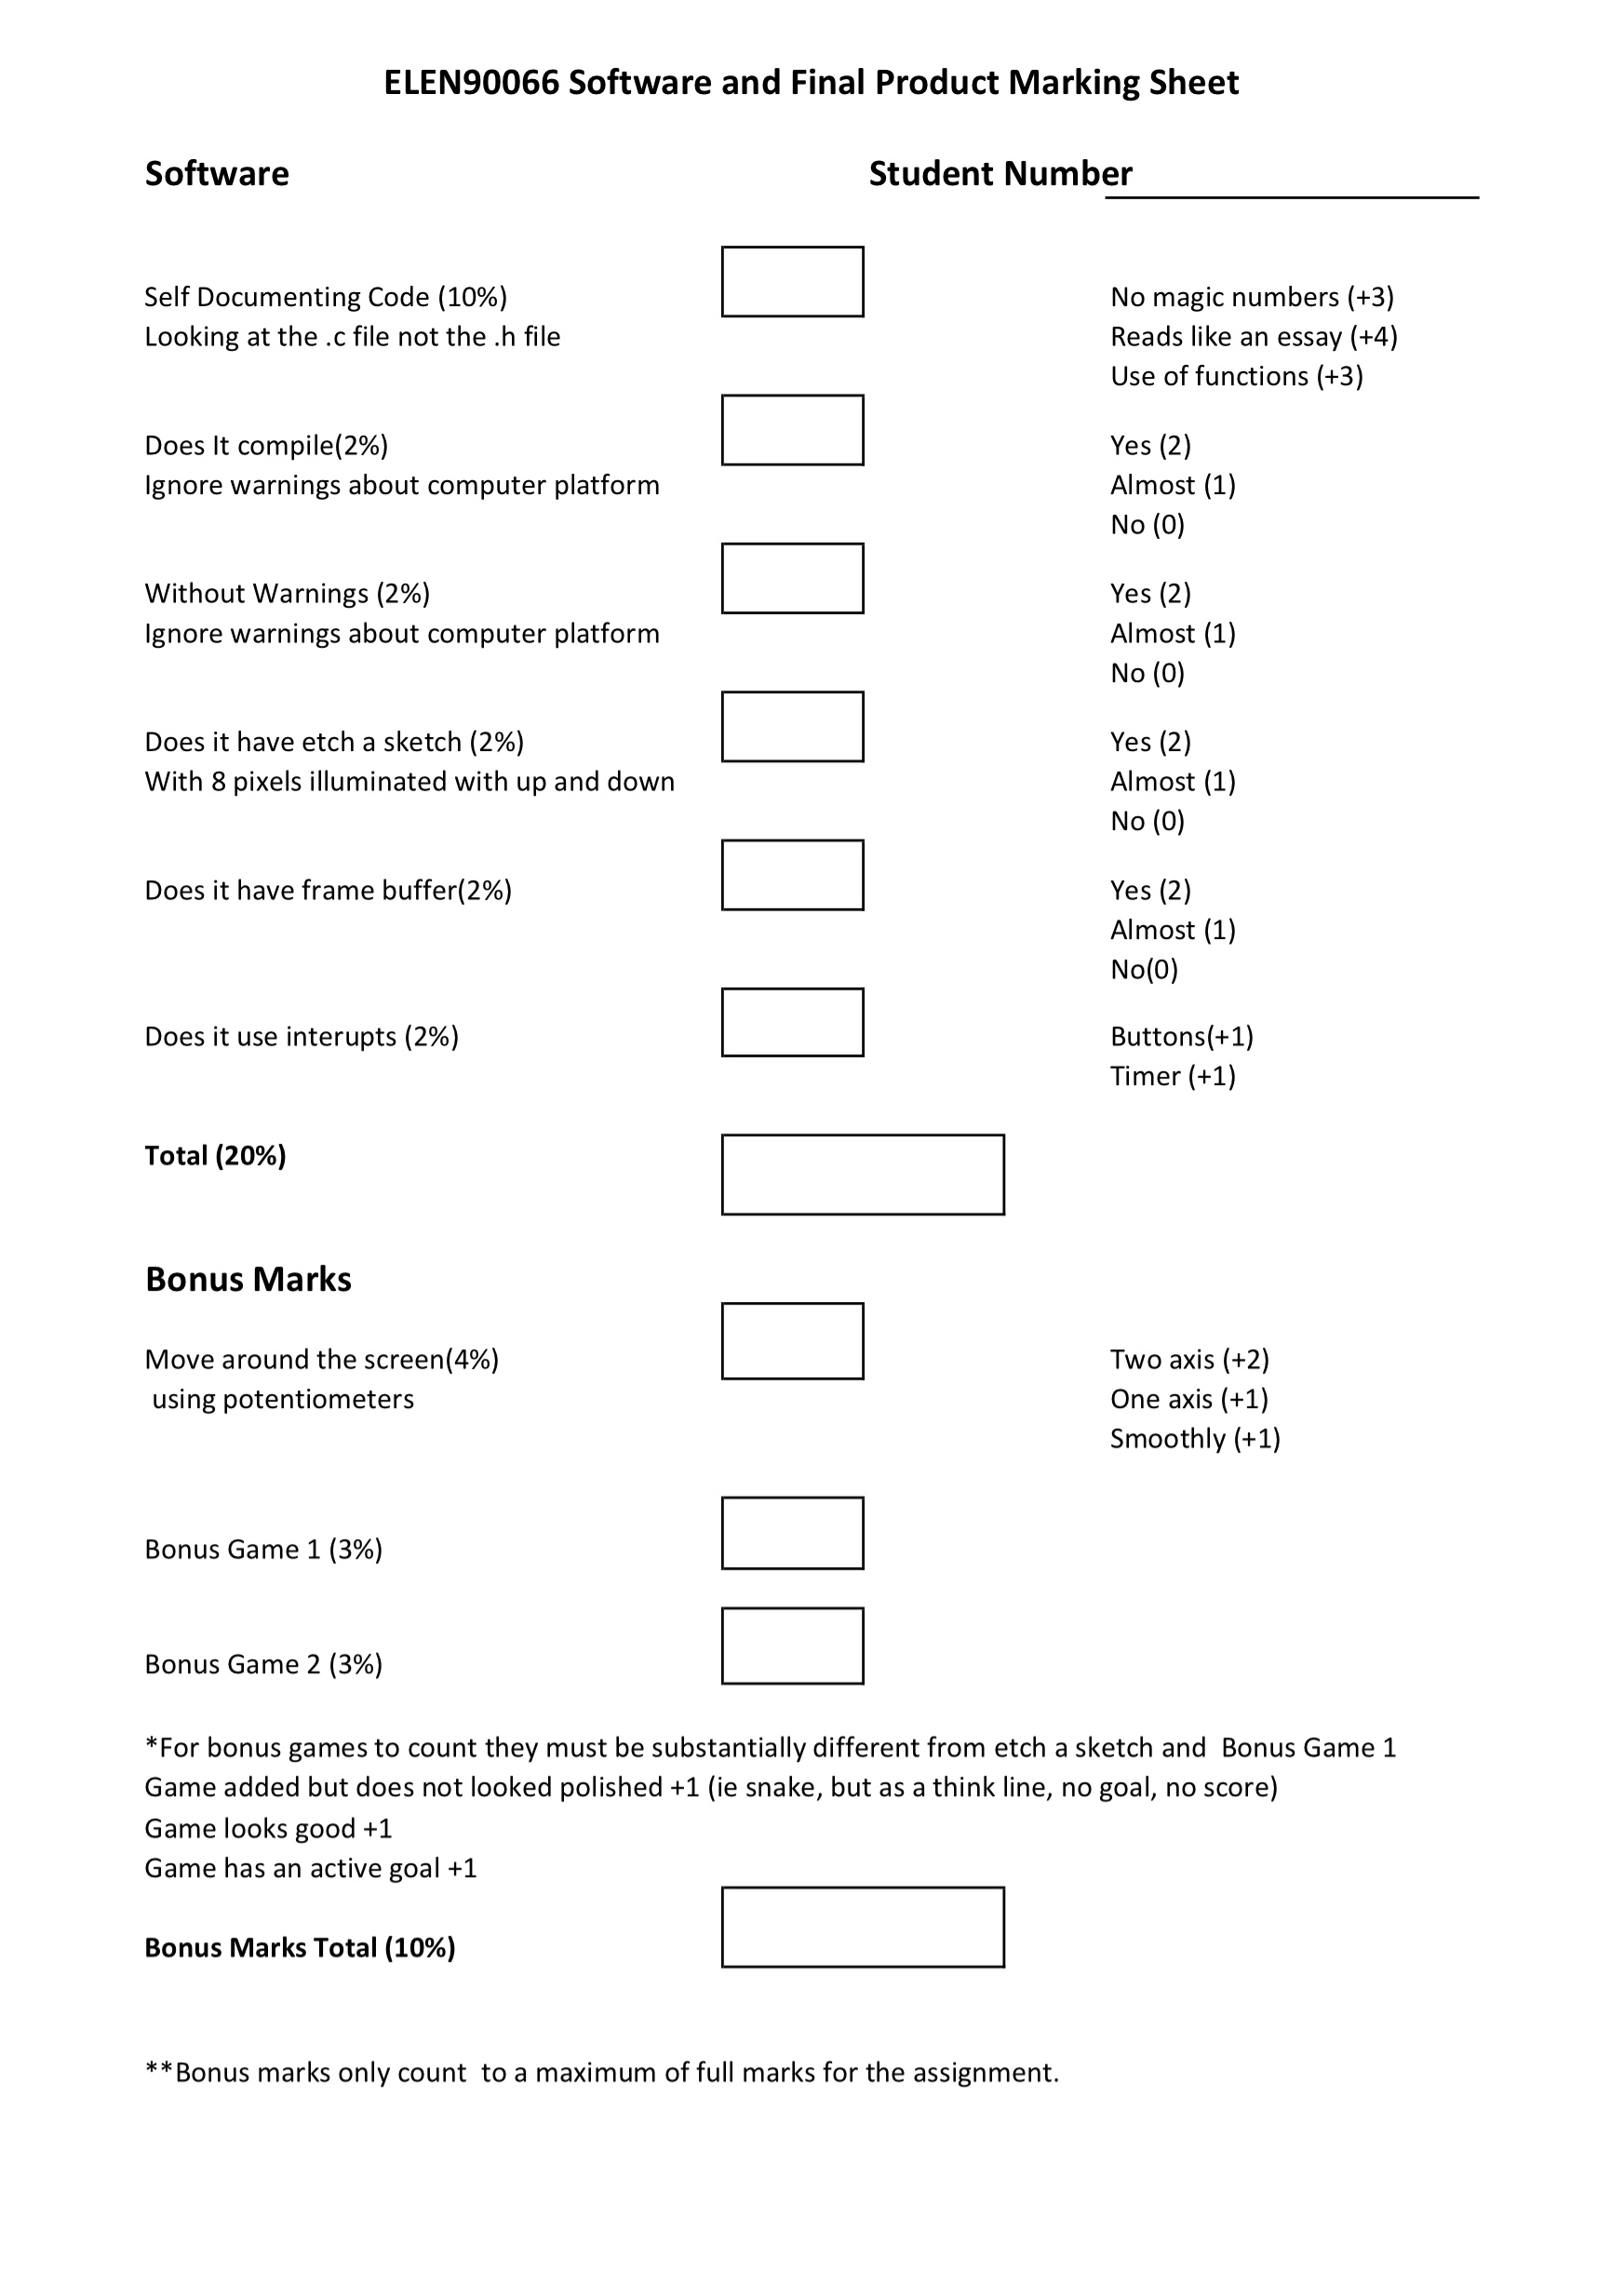 ELEN90066 Software and Final Product Marking Sheet
Software Student Number
Self Documenting Code (10%) No magic numbers (+3)
Looking at the .c file not the .h file Reads like an essay (+4)
Use of functions (+3)
Does It compile(2%) Yes (2)
Ignore warnings about computer platform Almost (1)
No (0)
Without Warnings (2%) Yes (2)
Ignore warnings about computer platform Almost (1)
No (0)
Does it have etch a sketch (2%) Yes (2)
With 8 pixels illuminated with up and down Almost (1)
No (0)
Does it have frame buffer(2%) Yes (2)
Almost (1)
No(0)
Does it use interupts (2%) Buttons(+1)
Timer (+1)
Total (20%)
Bonus Marks
Move around the screen(4%) Two axis (+2)
using potentiometers One axis (+1)
Smoothly (+1)
Bonus Game 1 (3%)
Bonus Game 2 (3%)
*For bonus games to count they must be substantially different from etch a sketch and Bonus Game 1
Game added but does not looked polished +1 (ie snake, but as a think line, no goal, no score)
Game looks good +1
Game has an active goal +1
Bonus Marks Total (10%)
**Bonus marks only count to a maximum of full marks for the assignment.